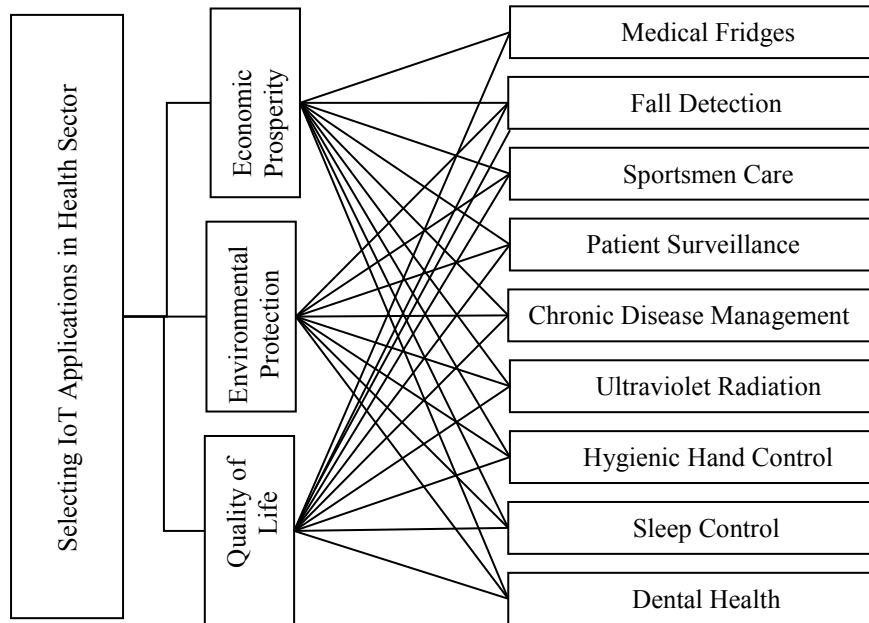 Selecting IoT Applications in Health Sector
Economic
Prosperity
Environmental
Protection
Quality of
Life
Medical Fridges
Fall Detection
Sportsmen Care
Patient Surveillance
Chronic Disease Management
Ultraviolet Radiation
Hygienic Hand Control
Sleep Control
Dental Health